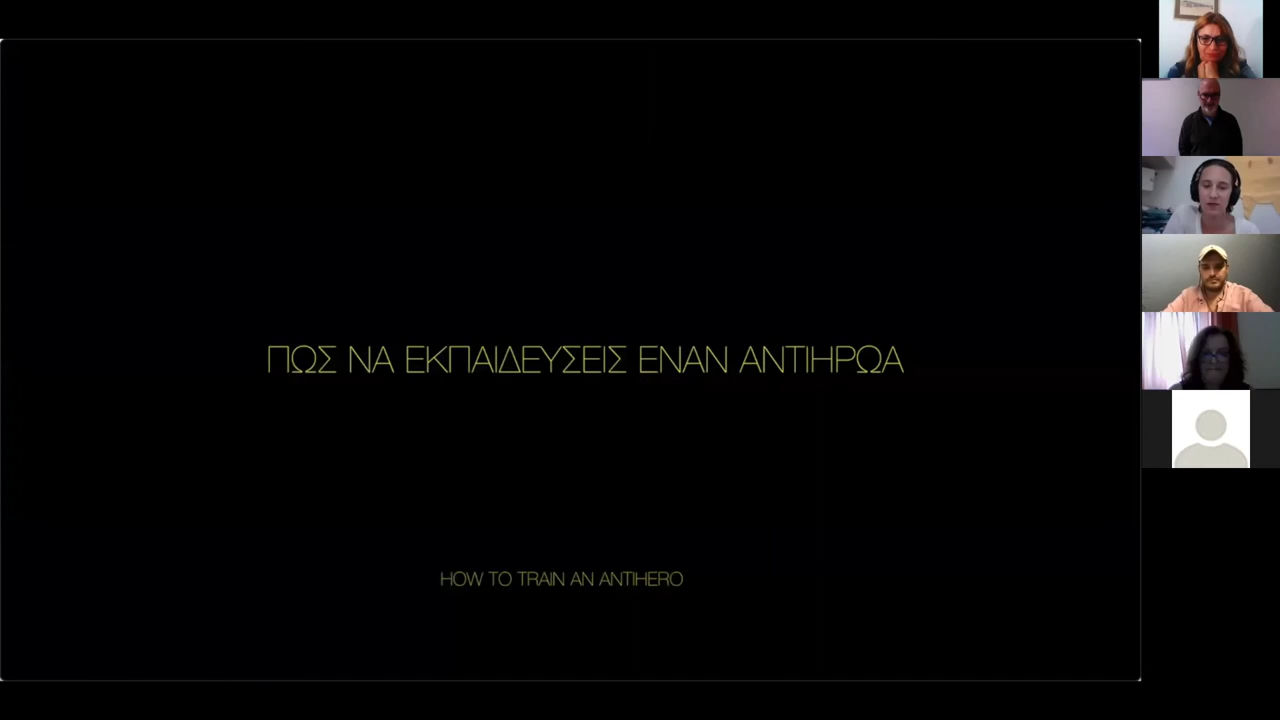 ΠΩΣ ΝΑ ΕΚΠΑΙΔΕΥΣΕΙΣ ΕΝΑΝ ΑΝΤΙΗΡΩΑ
HOW TO TRAIN AN ANTIHERO